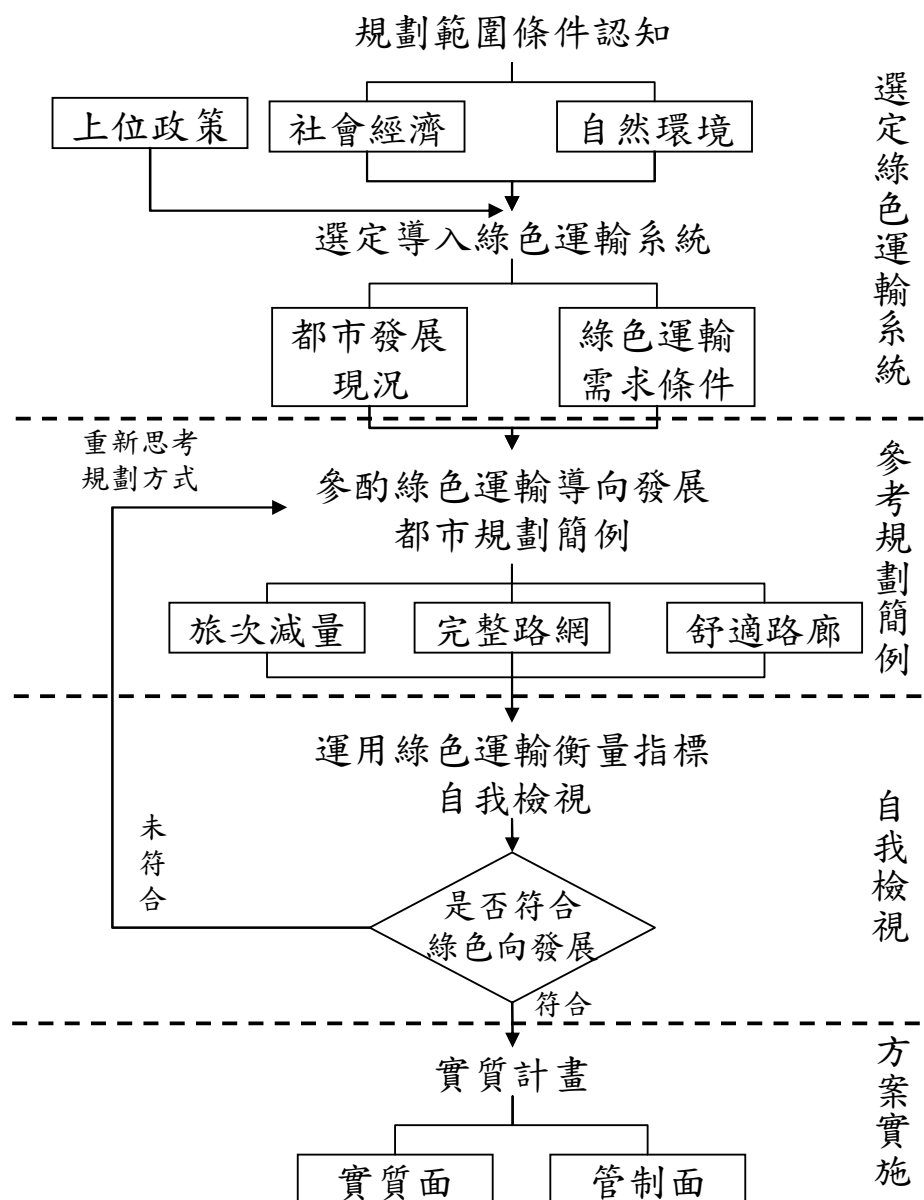 規劃範圍條件認知
上位政策
社會經濟
自然環境
選定綠色運輸系統
選定導入綠色運輸系統
都市發展
現況
綠色運輸
需求條件
重新思考
規劃方式
參酌綠色運輸導向發展
都市規劃簡例
參考規劃簡例
旅次減量
完整路網
舒適路廊
運用綠色運輸衡量指標
自我檢視
自我檢視
未符合
是否符合
綠色向發展
符合
實質計畫
方案實施
實質面
管制面